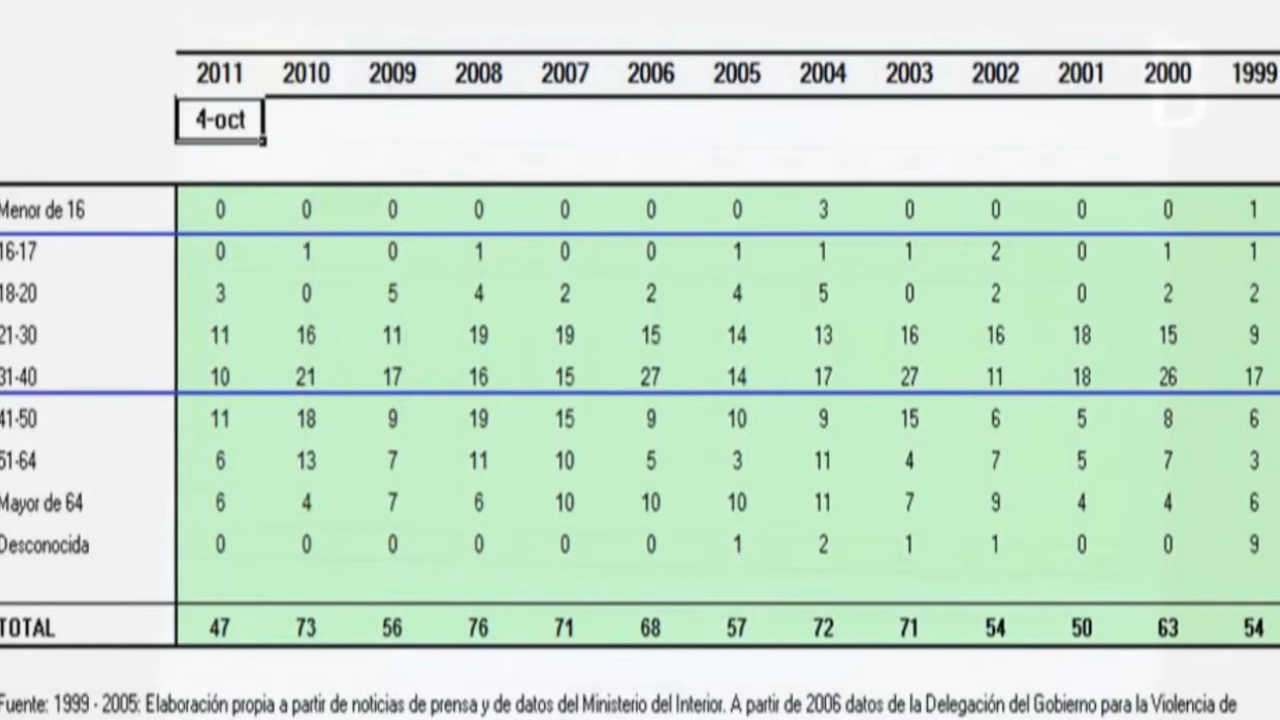 2011 2010 2009 2008 2007 2006 2005 2004 2003 2002 2001 2000 1999
4-oct
Menor de 16 0 0 0 0 0 0 0 3 0 0 0 0 1
16-17 0 1 0 1 0 0 1 1 1 2 0 1 1
18-20 3 0 5 4 2 2 4 5 0 2 0 2 2
21-30 11 16 11 19 19 15 14 13 16 16 18 15 9
31-40 10 21 17 16 15 27 14 17 27 11 18 26 17
41-50 11 18 9 19 15 9 10 9 15 6 5 8 6
51-64 6 13 7 11 10 5 3 11 4 7 5 7 3
Mayor de 64 6 4 7 6 10 10 10 11 7 9 4 4 6
Desconocida 0 0 0 0 0 0 1 2 1 1 0 0 9
TOTAL 47 73 56 76 71 68 57 72 71 54 50 63 54
Fuente: 1999 - 2005: Elaboración propia a partir de noticias de prensa y de datos del Ministerio del Interior. A partir de 2006 datos de la Delegación del Gobierno para la Violencia de